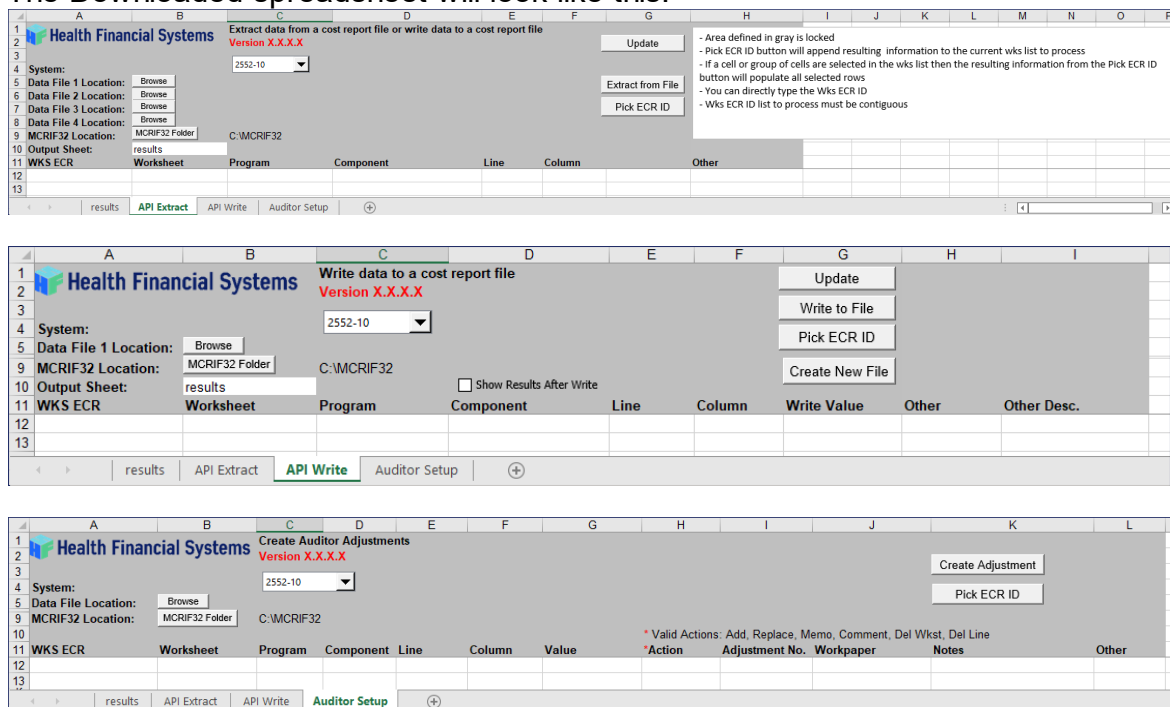 The Downloaded spreadsheet will look like this:
A B C D E F G H I J K L M N O P
1 Health Financial Systems Extract data from a cost report file or write data to a cost report file
2 Version X.X.X.X Update
- Area defined in gray is locked
- Pick ECR ID button will append resulting information to the current wks list to process
- If a cell or group of cells are selected in the wks list then the resulting information from the Pick ECR ID
button will populate all selected rows
- You can directly type the Wks ECR ID
- Wks ECR ID list to process must be contiguous
3
4 System: 2552-10
5 Data File 1 Location: Browse Extract from File
6 Data File 2 Location: Browse
7 Data File 3 Location: Browse Pick ECR ID
8 Data File 4 Location: Browse
9 MCRIF32 Location: MCRIF32 Folder C:\MCRIF32
10 Output Sheet: results
11 WKS ECR Worksheet Program Component Line Column Other
12
13
results API Extract API Write Auditor Setup
A B C D E F G H I
1 Health Financial Systems Write data to a cost report file Update
2 Version X.X.X.X
3 Write to File
4 System: 2552-10
5 Data File 1 Location: Browse Pick ECR ID
9 MCRIF32 Location: MCRIF32 Folder C:\MCRIF32 Create New File
10 Output Sheet: results Show Results After Write
11 WKS ECR Worksheet Program Component Line Column Write Value Other Other Desc.
12
13
results API Extract API Write Auditor Setup
A B C D E F G H I J K L
1 Health Financial Systems Create Auditor Adjustments
2 Version X.X.X.X
3 Create Adjustment
4 System: 2552-10
5 Data File Location: Browse Pick ECR ID
9 MCRIF32 Location: MCRIF32 Folder C:\MCRIF32
10 * Valid Actions: Add, Replace, Memo, Comment, Del Wkst, Del Line
11 WKS ECR Worksheet Program Component Line Column Value *Action Adjustment No. Workpaper Notes Other
12
13
results API Extract API Write Auditor Setup